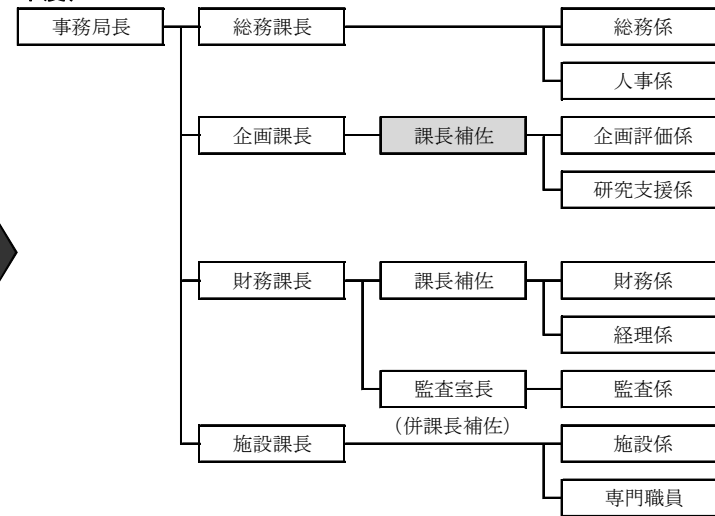 事務局長
総務課長
総務係
人事係
企画課長
課長補佐
企画評価係
研究支援係
財務課長
課長補佐
財務係
経理係
監査室長
監査係
(併課長補佐)
施設課長
施設係
専門職員